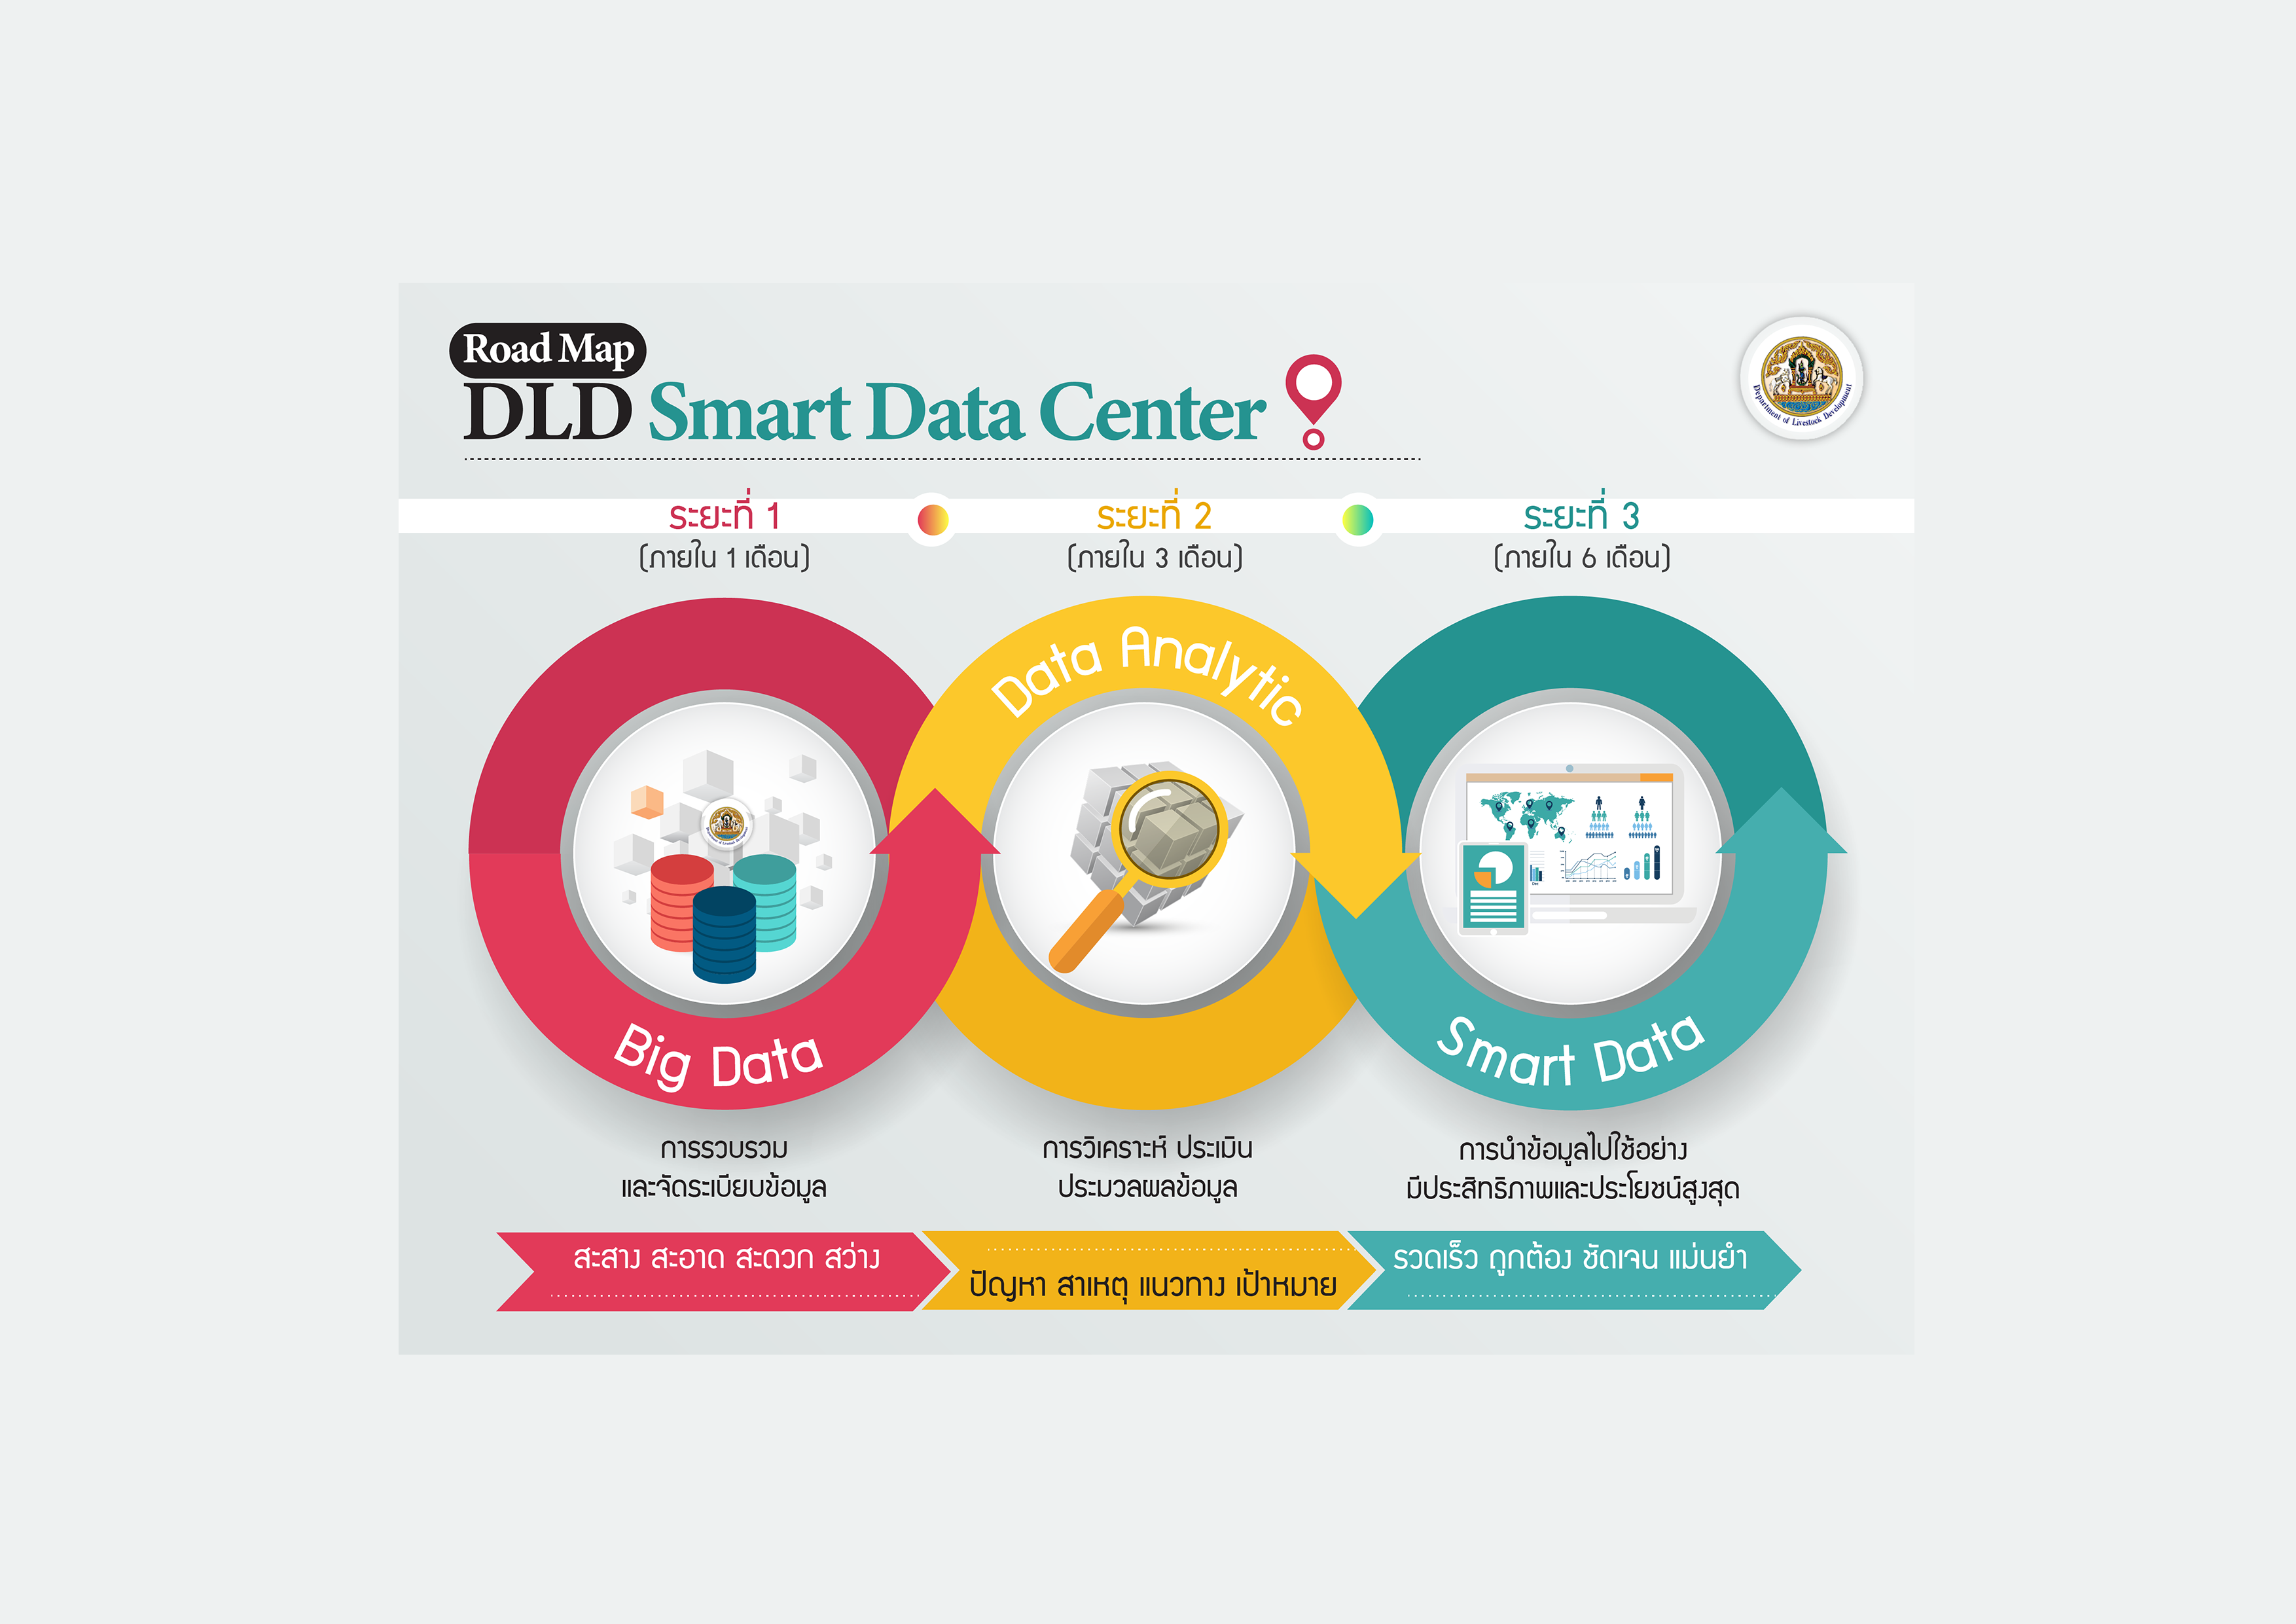 Road Map
DLD Smart Data Center
Department of Livestock Development
ระยะที่ 1
(ภายใน 1 เดือน)
ระยะที่ 2
(ภายใน 3 เดือน)
ระยะที่ 3
(ภายใน 6 เดือน)
Big Data
Data Analytic
Smart Data
การรวบรวม
และจัดระเบียบข้อมูล
การวิเคราะห์ ประเมิน
ประมวลผลข้อมูล
การนำข้อมูลไปใช้อย่าง
มีประสิทธิภาพและประโยชน์สูงสุด
สะสาง สะอาด สะดวก สว่าง
ปัญหา สาเหตุ แนวทาง เป้าหมาย
รวดเร็ว ถูกต้อง ชัดเจน แม่นยำ